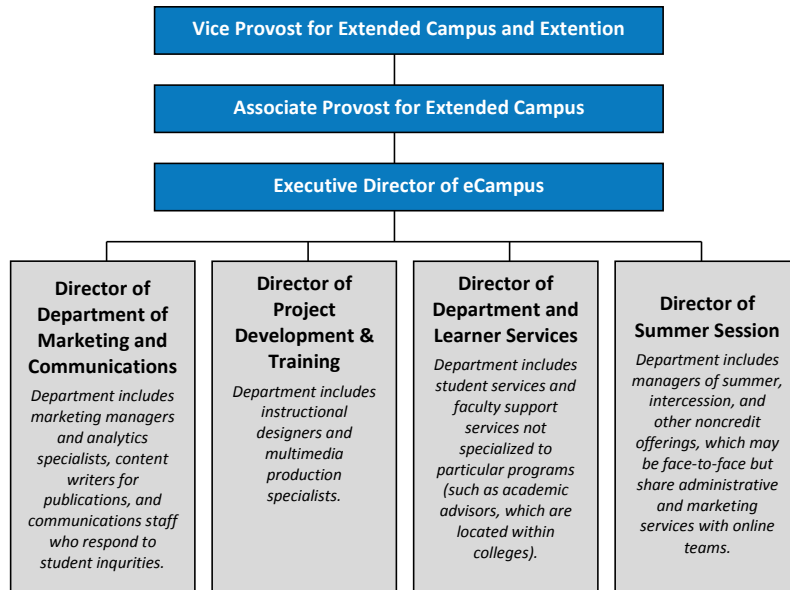 Vice Provost for Extended Campus and Extention
Associate Provost for Extended Campus
Executive Director of eCampus
Director of
Department of
Marketing and
Communications
Department includes
marketing managers
and analytics
specialists, content
writers for
publications, and
communications staff
who respond to
student inqurities.
Director of
Project
Development &
Training
Department includes
instructional
designers and
multimedia
production
specialists.
Director of
Department and
Learner Services
Department includes
student services and
faculty support
services not
specialized to
particular programs
(such as academic
advisors, which are
located within
colleges).
Director of
Summer Session
Department includes
managers of summer,
intercession, and
other noncredit
offerings, which may
be face-to-face but
share administrative
and marketing
services with online
teams.